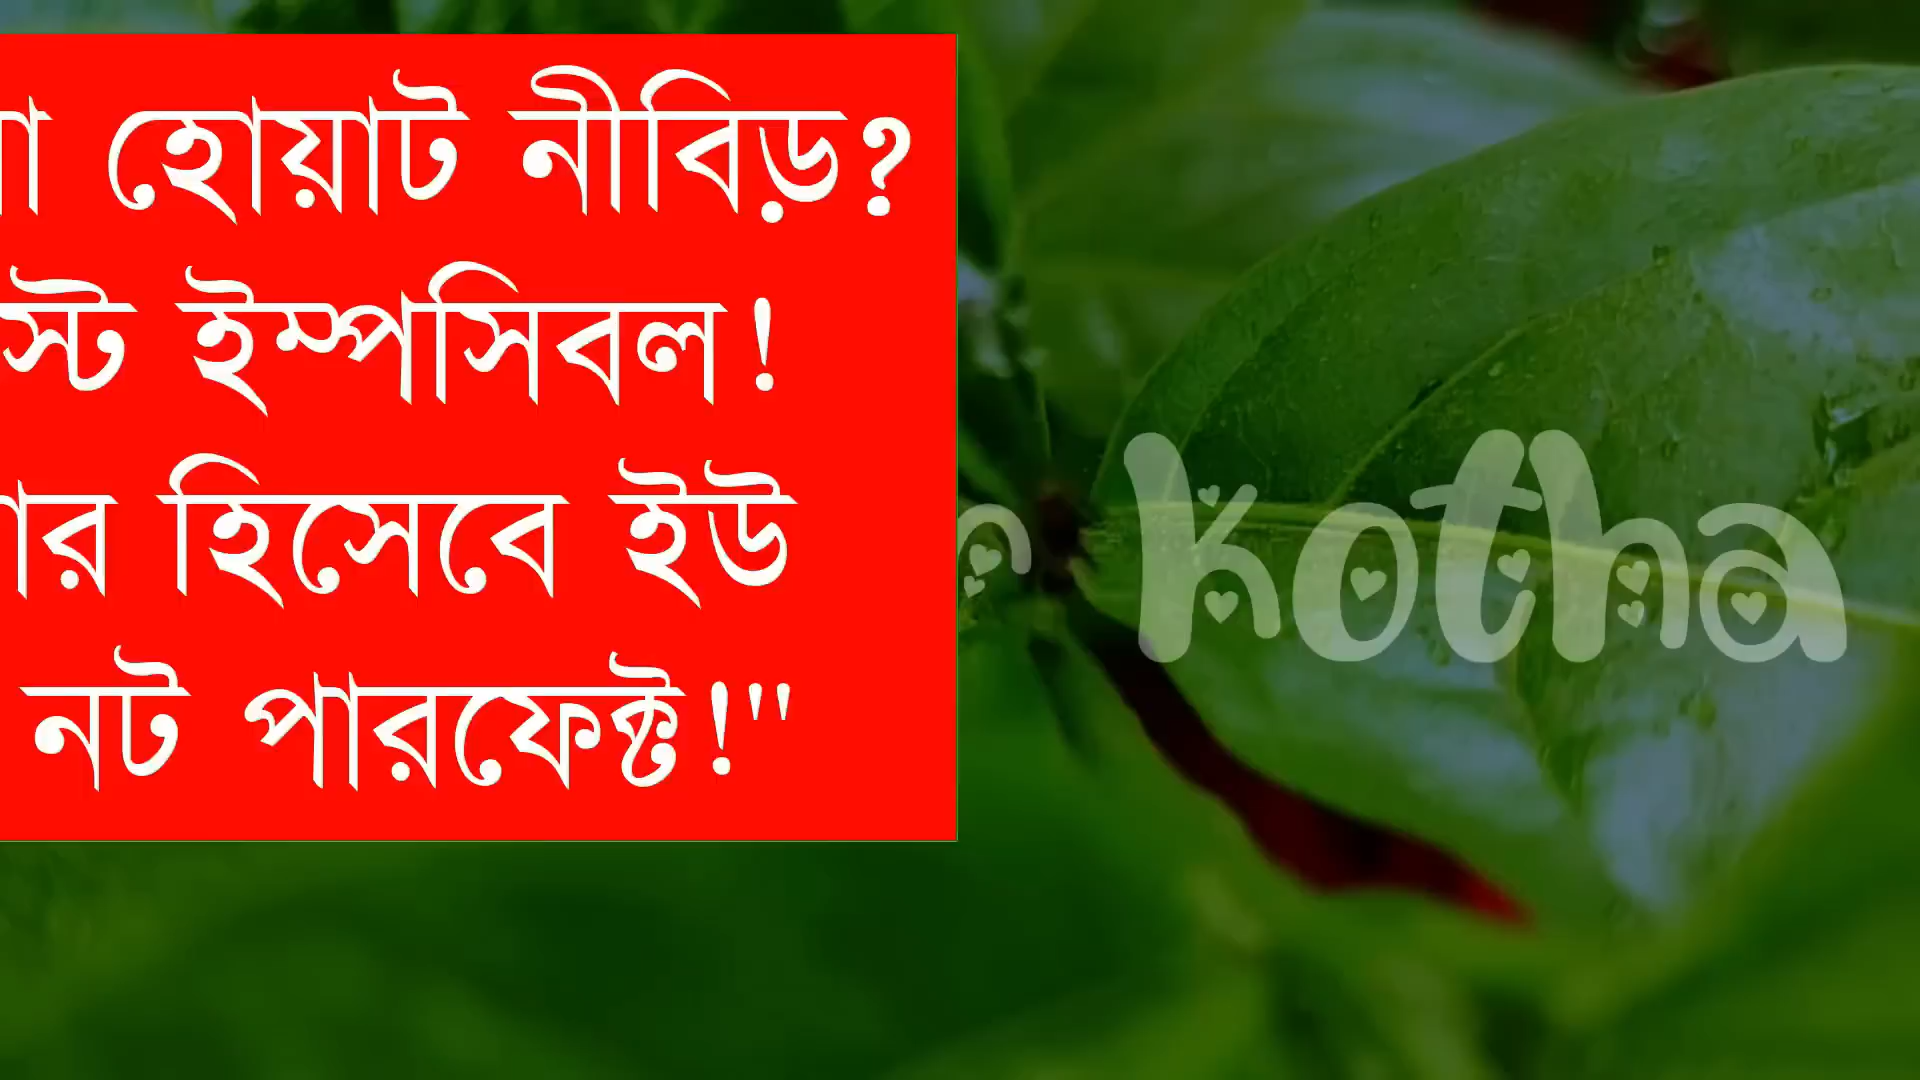 হোয়াট নীবিড়?
ইম্পসিবল!
হিসেবে ইউ
নট পারফেক্ট!"
kotha